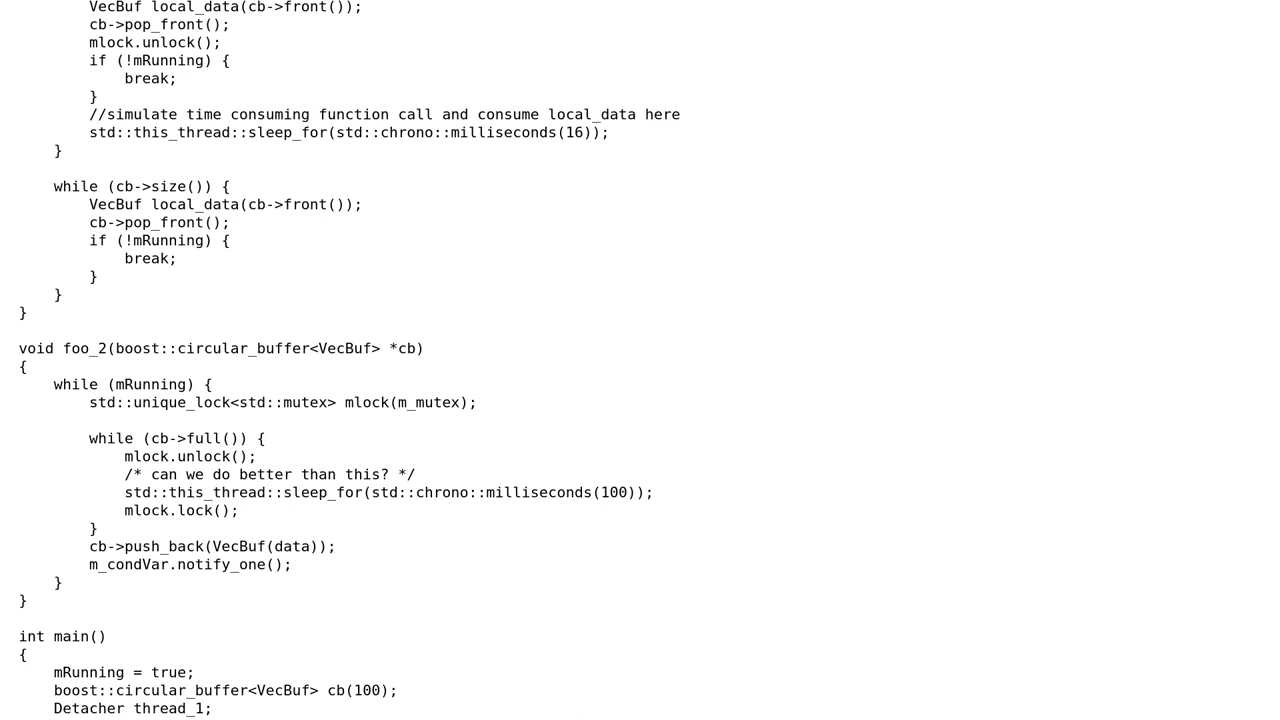 VecBuf local_data(cb->front());
        cb->pop_front();
        mlock.unlock();
        if (!mRunning) {
            break;
        }
        //simulate time consuming function call and consume local_data here
        std::this_thread::sleep_for(std::chrono::milliseconds(16));
    }

    while (cb->size()) {
        VecBuf local_data(cb->front());
        cb->pop_front();
        if (!mRunning) {
            break;
        }
    }
}

void foo_2(boost::circular_buffer<VecBuf> *cb)
{
    while (mRunning) {
        std::unique_lock<std::mutex> mlock(m_mutex);

        while (cb->full()) {
            mlock.unlock();
            /* can we do better than this? */
            std::this_thread::sleep_for(std::chrono::milliseconds(100));
            mlock.lock();
        }
        cb->push_back(VecBuf(data));
        m_condVar.notify_one();
    }
}

int main()
{
    mRunning = true;
    boost::circular_buffer<VecBuf> cb(100);
    Detacher thread_1;